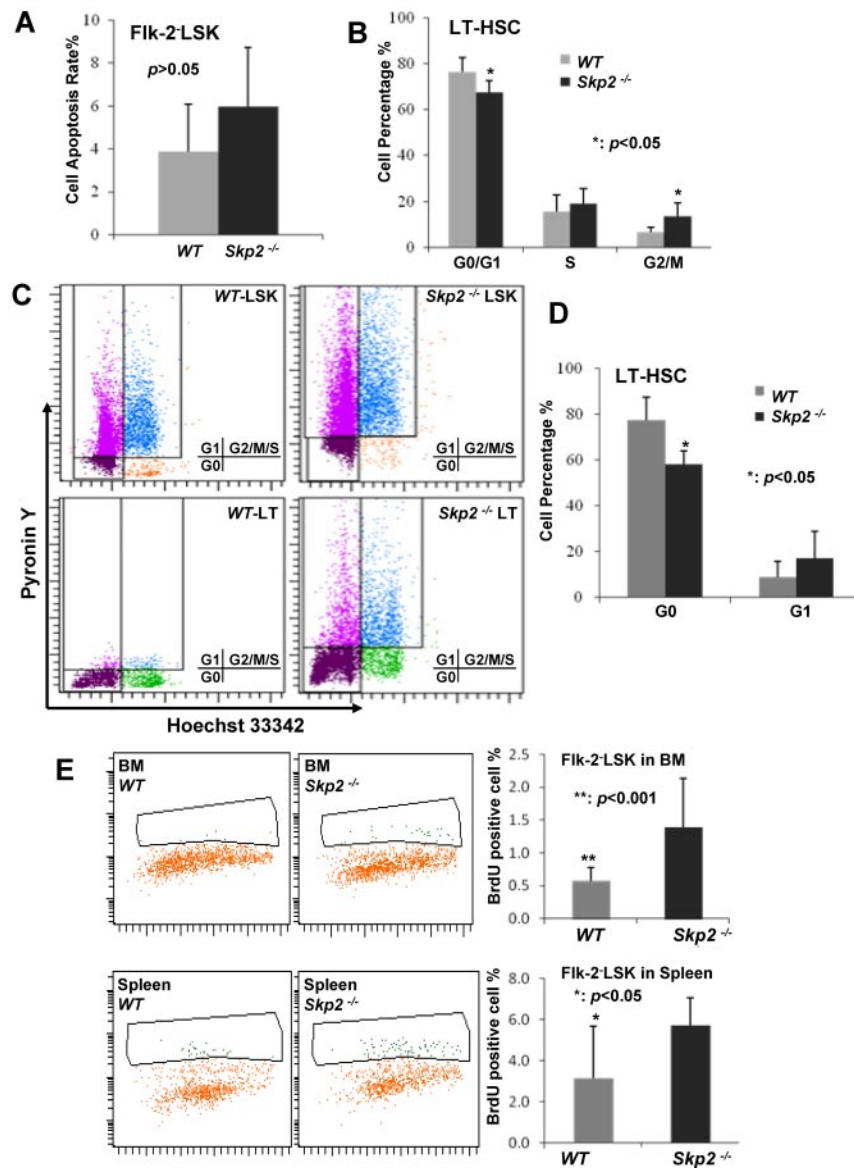 A
Flk-2-LSK
p>0.05
Cell Apoptosis Rate%
10
8
6
4
2
0
WT Skp2 -/-
B
LT-HSC
WT
Skp2 -/-
*: p<0.05
Cell Percentage %
100
80
60
40
20
0
*
*
G0/G1 S G2/M
C
WT-LSK
G1 G2/M/S
G0
Skp2 -/- LSK
G1 G2/M/S
G0
WT-LT
G1 G2/M/S
G0
Skp2 -/- LT
G1 G2/M/S
G0
Pyronin Y
Hoechst 33342
D
LT-HSC
WT
Skp2 -/-
*: p<0.05
Cell Percentage %
100
80
60
40
20
0
*
G0 G1
E
BM
WT
BM
Skp2 -/-
Flk-2-LSK in BM
**: p<0.001
BrdU positive cell %
2.5
2.0
1.5
1.0
0.5
0.0
**
WT Skp2 -/-
Spleen
WT
Spleen
Skp2 -/-
Flk-2-LSK in Spleen
*: p<0.05
BrdU positive cell %
8.0
6.0
4.0
2.0
0.0
*
WT Skp2 -/-